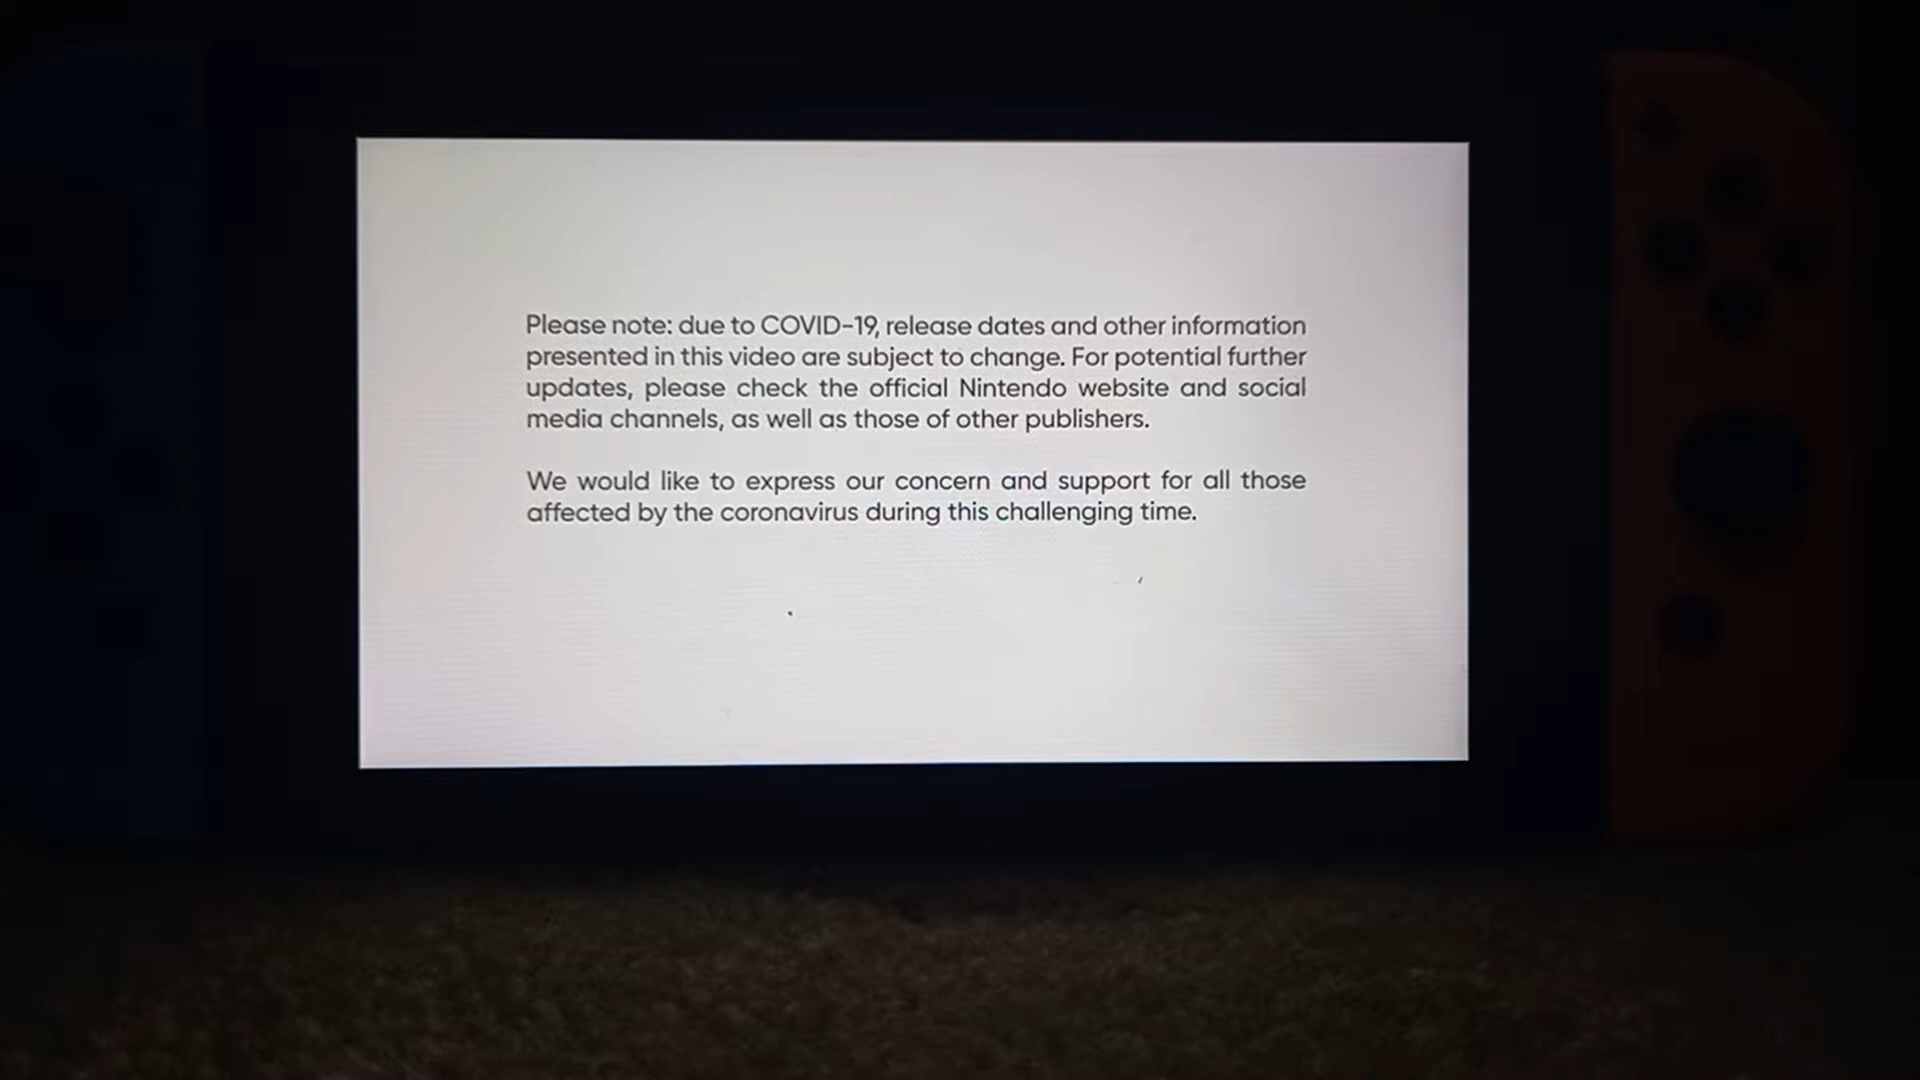 Please note: due to COVID-19, release dates and other information
presented in this video are subject to change. For potential further
updates, please check the official Nintendo website and social
media channels, as well as those of other publishers.
We would like to express our concern and support for all those
affected by the coronavirus during this challenging time.